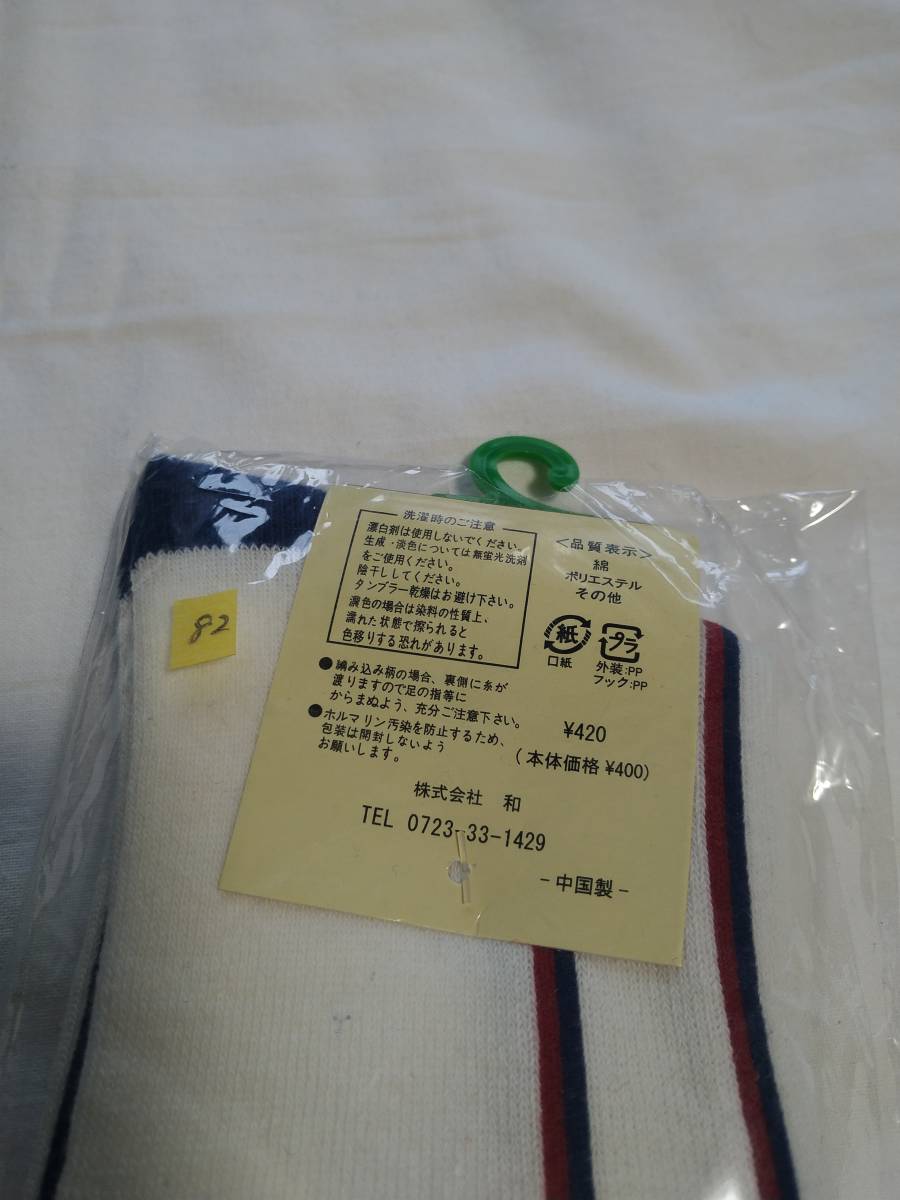 82
洗濯時のご注意
漂白剤は使用しないでください。
生成・淡色については無蛍光洗剤
をご使用ください。
陰干ししてください。
タンブラー乾燥はお避け下さい。
濃色の場合は染料の性質上、
濡れた状態で擦られると
色移りする恐れがあります。
●編み込み柄の場合、裏側に糸が
渡りますので足の指等に
からまぬよう、充分ご注意下さい。
●ホルマリン汚染を防止するため、
包装は開封しないよう
お願いします。
<品質表示>
綿
ポリエステル
その他
紙
口紙
プラ
外装:PP
フック:PP
¥420
(本体価格 ¥400)
株式会社 和
TEL 0723-33-1429
-中国製-